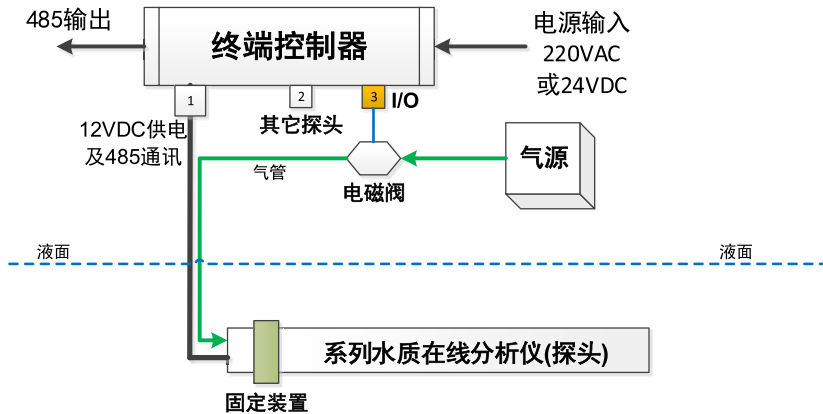 485输出
终端控制器
电源输入
220VAC
或24VDC
1
2
3
I/O
其它探头
12VDC供电
及485通讯
气管
电磁阀
气源
液面
液面
系列水质在线分析仪(探头)
固定装置